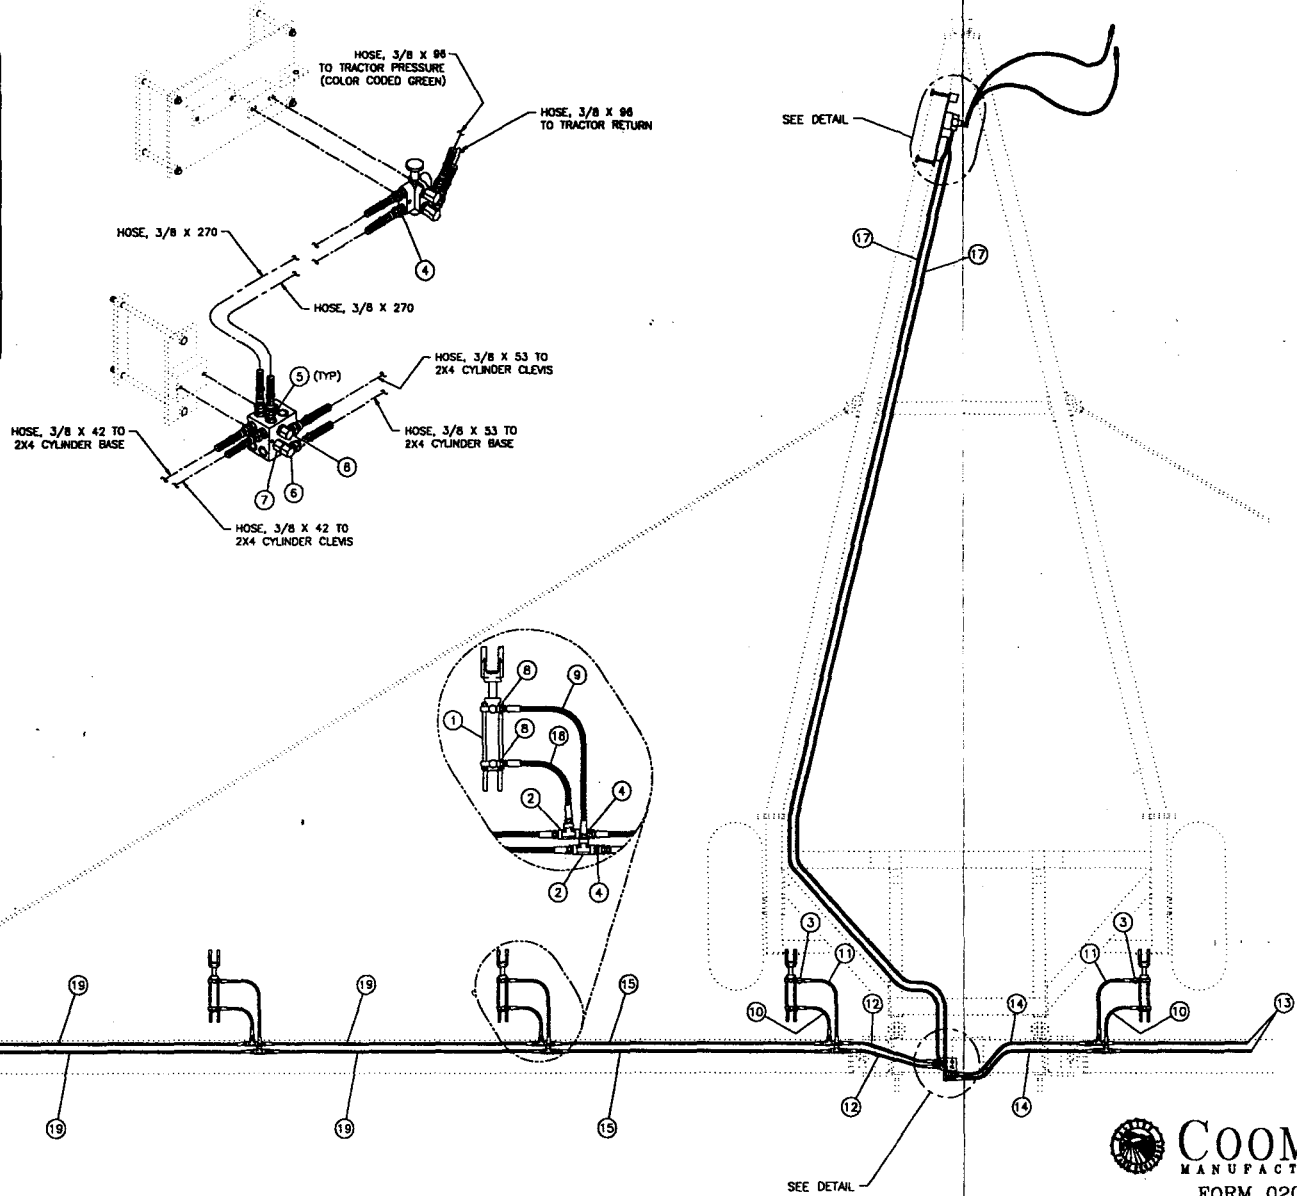 HOSE, 3/8 X 96
TO TRACTOR PRESSURE
(COLOR CODED GREEN)
HOSE, 3/8 X 96
TO TRACTOR RETURN
SEE DETAIL
HOSE, 3/8 X 270
4
HOSE, 3/8 X 270
17
17
HOSE, 3/8 X 53 TO
2X4 CYLINDER CLEVIS
5 (TYP)
HOSE, 3/8 X 42 TO
2X4 CYLINDER BASE
HOSE, 3/8 X 53 TO
2X4 CYLINDER BASE
8
7
6
HOSE, 3/8 X 42 TO
2X4 CYLINDER CLEVIS
8
9
1
8
18
2
4
2
4
3
11
11
3
19
19
15
10
12
14
10
13
19
19
15
12
14
SEE DETAIL
COOM
MANUFACT
FORM 020